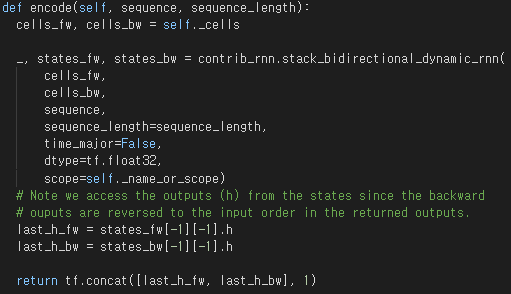 def encode(self, sequence, sequence_length):
  cells_fw, cells_bw = self._cells

  _, states_fw, states_bw = contrib_rnn.stack_bidirectional_dynamic_rnn(
      cells_fw,
      cells_bw,
      sequence,
      sequence_length=sequence_length,
      time_major=False,
      dtype=tf.float32,
      scope=self._name_or_scope)
  # Note we access the outputs (h) from the states since the backward
  # ouputs are reversed to the input order in the returned outputs.
  last_h_fw = states_fw[-1][-1].h
  last_h_bw = states_bw[-1][-1].h

  return tf.concat([last_h_fw, last_h_bw], 1)